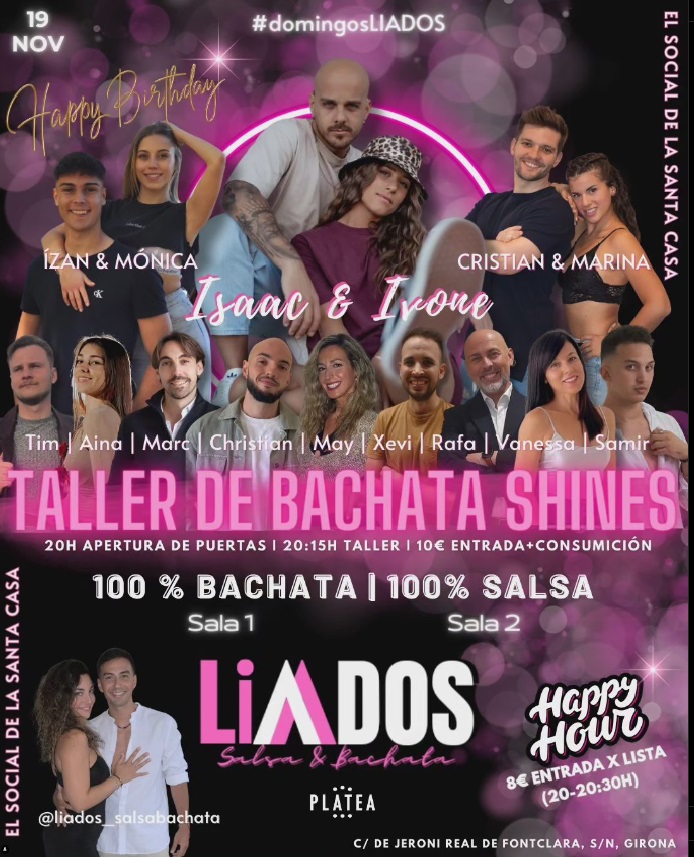 19
NOV
#domingosLIADOS
EL SOCIAL DE LA SANTA CASA
Happy Birthday
ÍZAN & MÓNICA
CRISTIAN & MARINA
Isaac & Ivone
Tim | Aina | Marc | Christian | May | Xevi | Rafa | Vanessa | Samir
TALLER DE BACHATA SHINES
20H APERTURA DE PUERTAS | 20:15H TALLER | 10€ ENTRADA+CONSUMICIÓN
100 % BACHATA | 100% SALSA
Sala 1
Sala 2
EL SOCIAL DE LA SANTA CASA
LiADOS
Salsa & Bachata
Happy
Hour
8€ ENTRADA X LISTA
(20-20:30H)
PLATEA
@liados_salsabachata
C/ DE JERONI REAL DE FONTCLARA, S/N, GIRONA